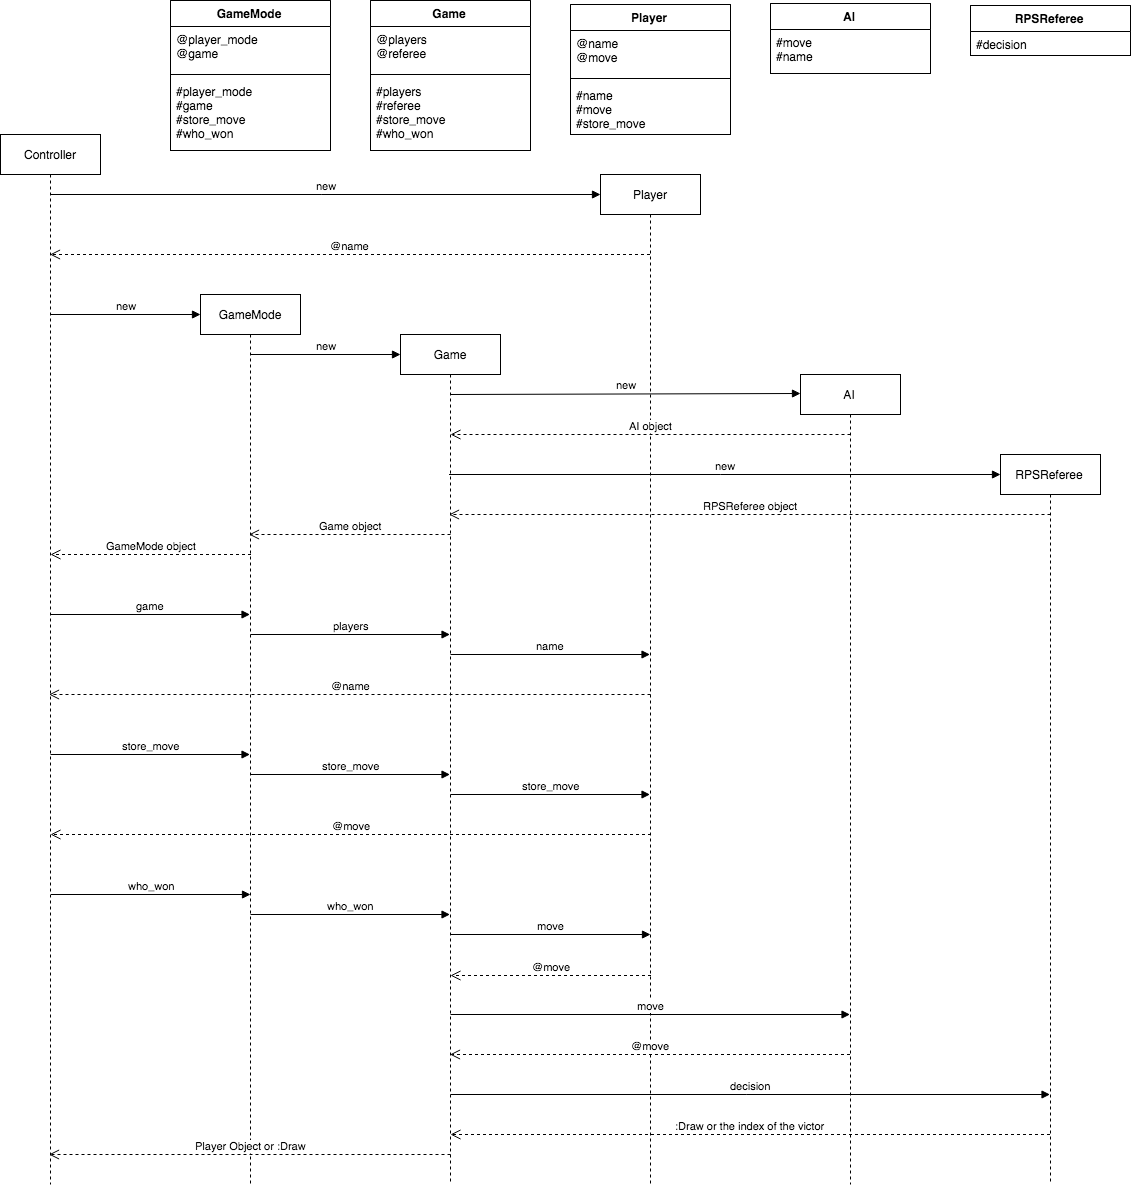 GameMode
@player_mode
@game
#player_mode
#game
#store_move
#who_won
Game
@players
@referee
#players
#referee
#store_move
#who_won
Player
@name
@move
#name
#move
#store_move
AI
#move
#name
RPSReferee
#decision
Controller
new
Player
@name
new
GameMode
new
Game
new
AI
AI object
new
RPSReferee
RPSReferee object
Game object
GameMode object
game
players
name
@name
store_move
store_move
store_move
@move
who_won
who_won
move
@move
move
@move
decision
:Draw or the index of the victor
Player Object or :Draw